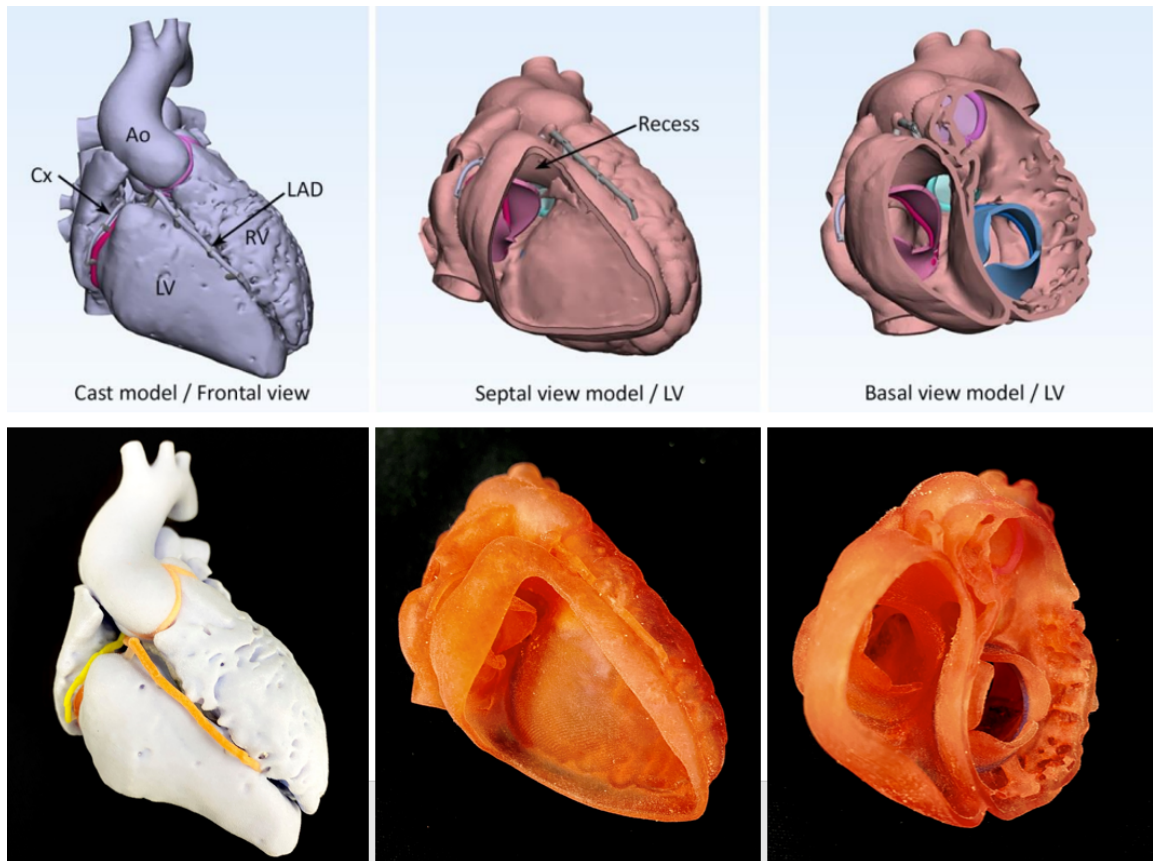 Ao
Cx
LAD
RV
LV
Cast model / Frontal view
Recess
Septal view model / LV
Basal view model / LV